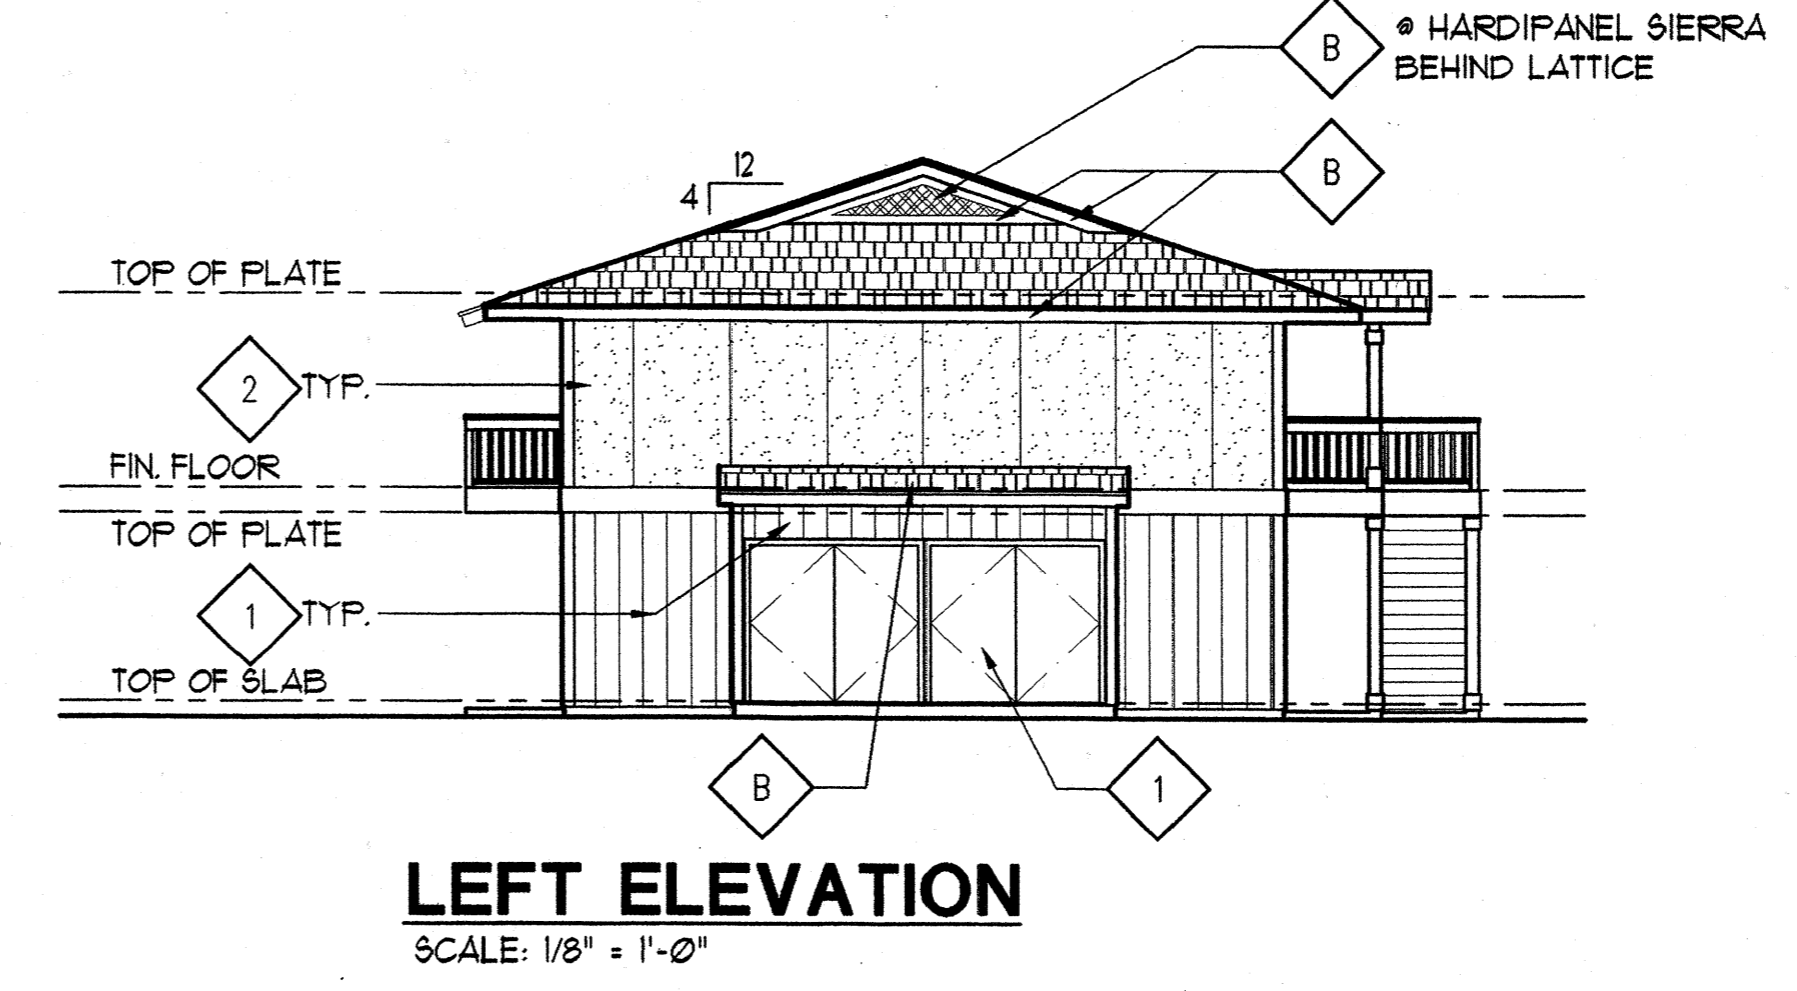 B
@ HARDIPANEL SIERRA
BEHIND LATTICE
B
12
4
TOP OF PLATE
2
TYP.
FIN. FLOOR
TOP OF PLATE
1
TYP.
TOP OF SLAB
B
1
LEFT ELEVATION
SCALE: 1/8" = 1'-0"